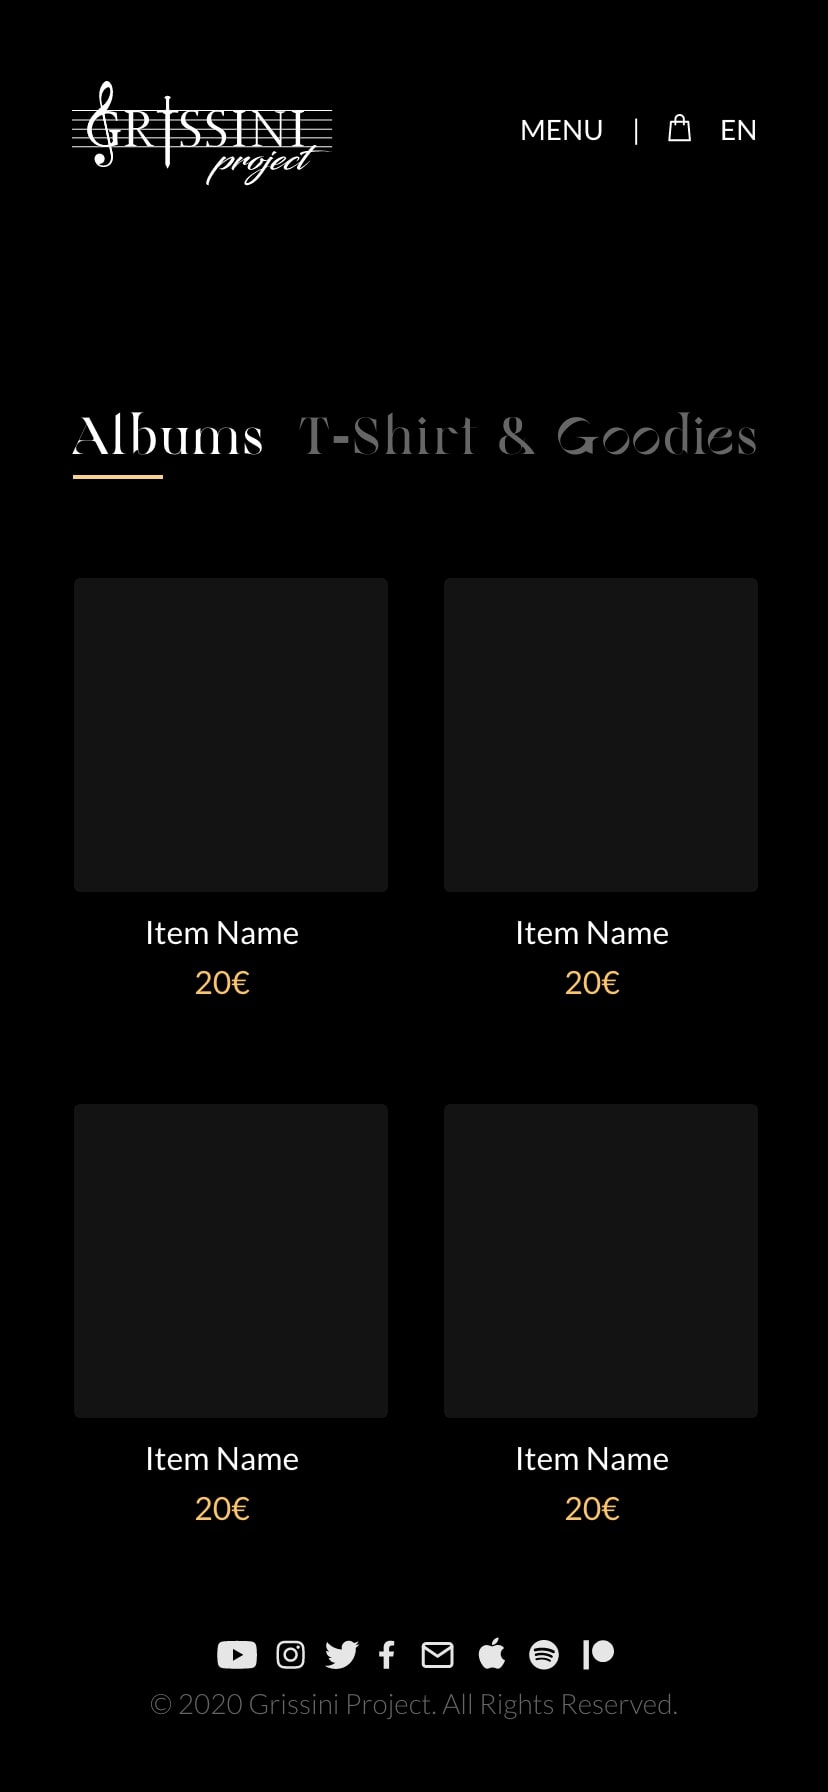 GRISSINI
project
MENU | EN
Albums T-Shirt & Goodies
Item Name Item Name
20€ 20€
Item Name Item Name
20€ 20€
© 2020 Grissini Project. All Rights Reserved.